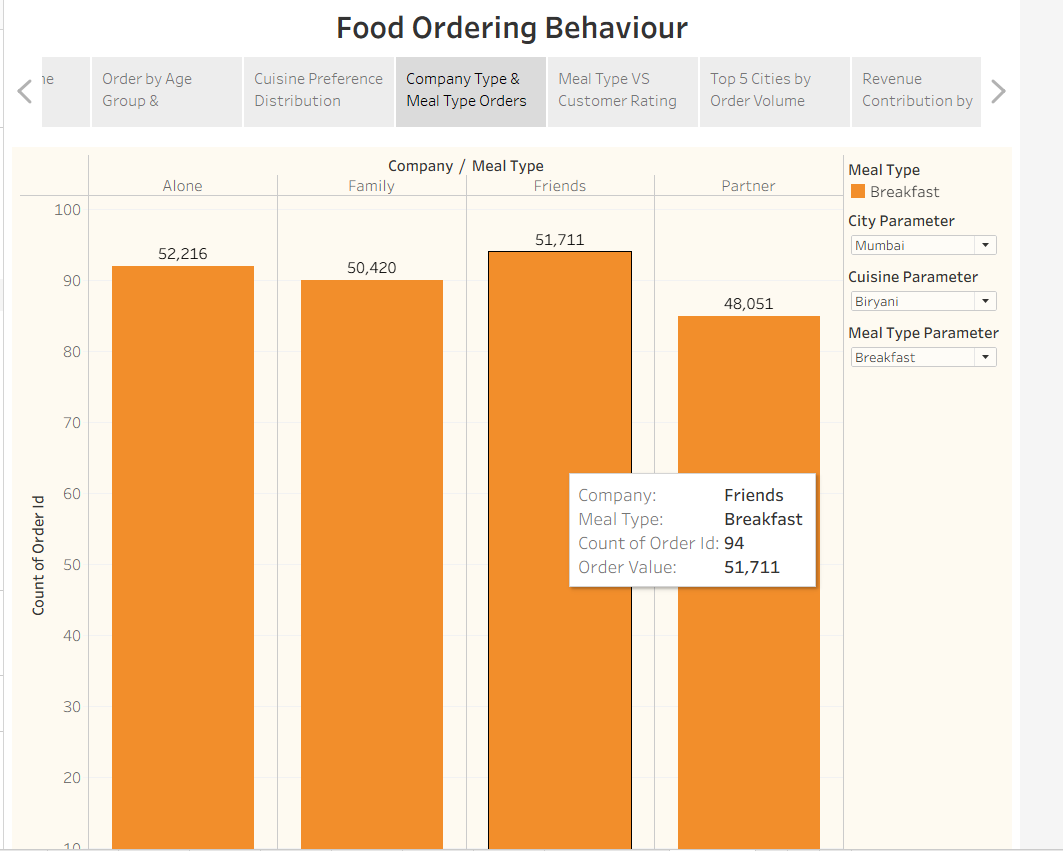 Food Ordering Behaviour
ne
Order by Age
Group &
Cuisine Preference
Distribution
Company Type &
Meal Type Orders
Meal Type VS
Customer Rating
Top 5 Cities by
Order Volume
Revenue
Contribution by
Company / Meal Type
Alone Family Friends Partner
100
90
80
70
60
50
40
30
20
10
Count of Order Id
52,216
50,420
51,711
48,051
Company: Friends
Meal Type: Breakfast
Count of Order Id: 94
Order Value: 51,711
Meal Type
Breakfast
City Parameter
Mumbai
Cuisine Parameter
Biryani
Meal Type Parameter
Breakfast